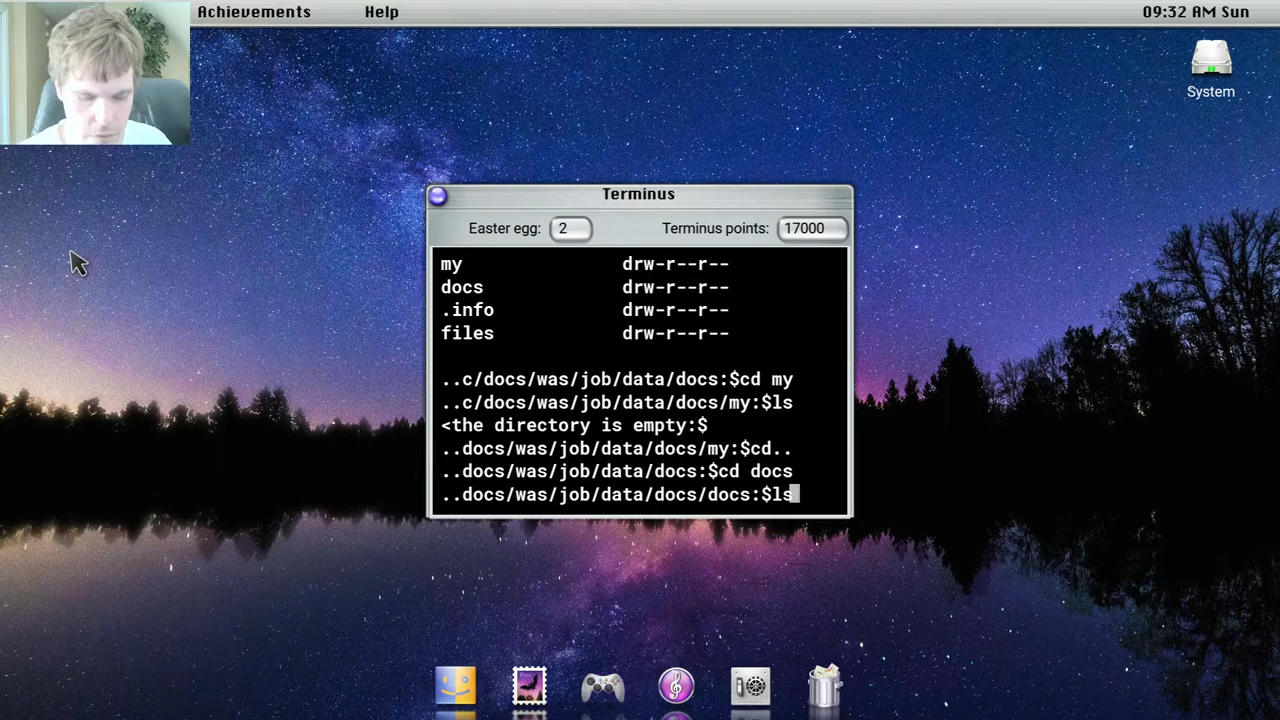 Achievements Help 09:32 AM Sun
System
Terminus
Easter egg: 2 Terminus points: 17000
my drw-r--r--
docs drw-r--r--
.info drw-r--r--
files drw-r--r--
..c/docs/was/job/data/docs:$cd my
..c/docs/was/job/data/docs/my:$ls
<the directory is empty:$
..docs/was/job/data/docs/my:$cd..
..docs/was/job/data/docs:$cd docs
..docs/was/job/data/docs/docs:$ls